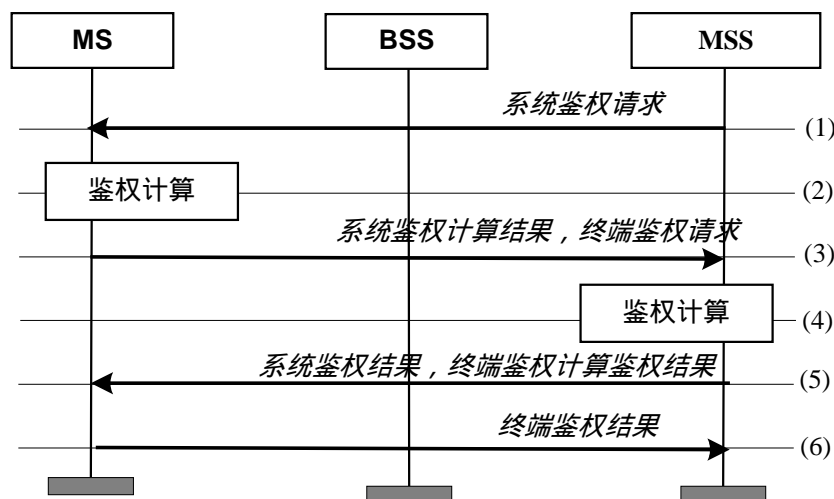 MS
BSS
MSS
系统鉴权请求
(1)
鉴权计算
(2)
系统鉴权计算结果，终端鉴权请求
(3)
鉴权计算
(4)
系统鉴权结果，终端鉴权计算鉴权结果
(5)
终端鉴权结果
(6)